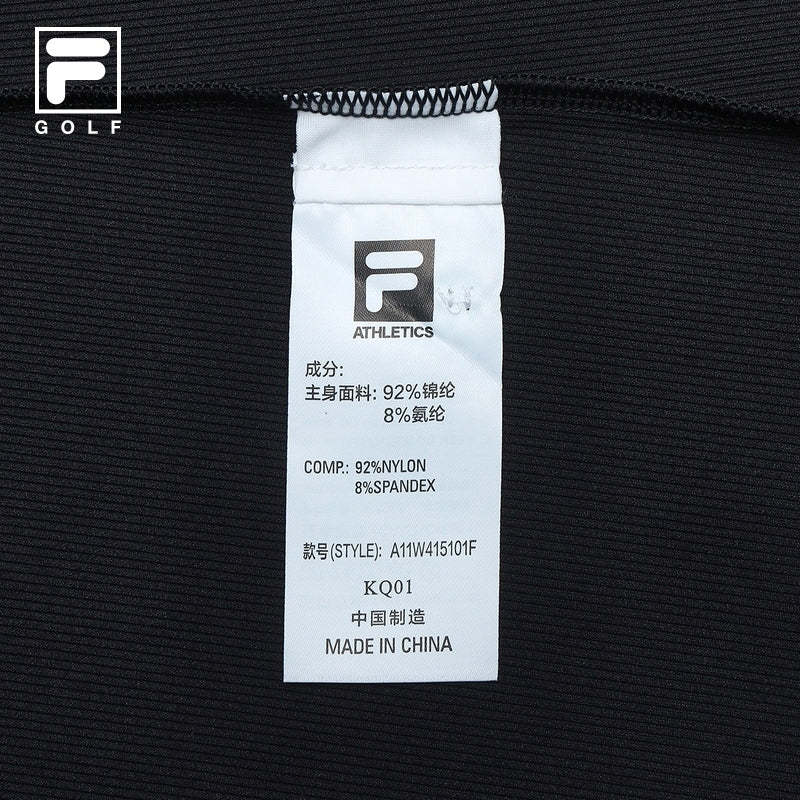 F
GOLF
F
ATHLETICS
成分:
主身面料: 92%锦纶
8%氨纶
COMP.: 92%NYLON
8%SPANDEX
款号(STYLE): A11W415101F
KQ01
中国制造
MADE IN CHINA